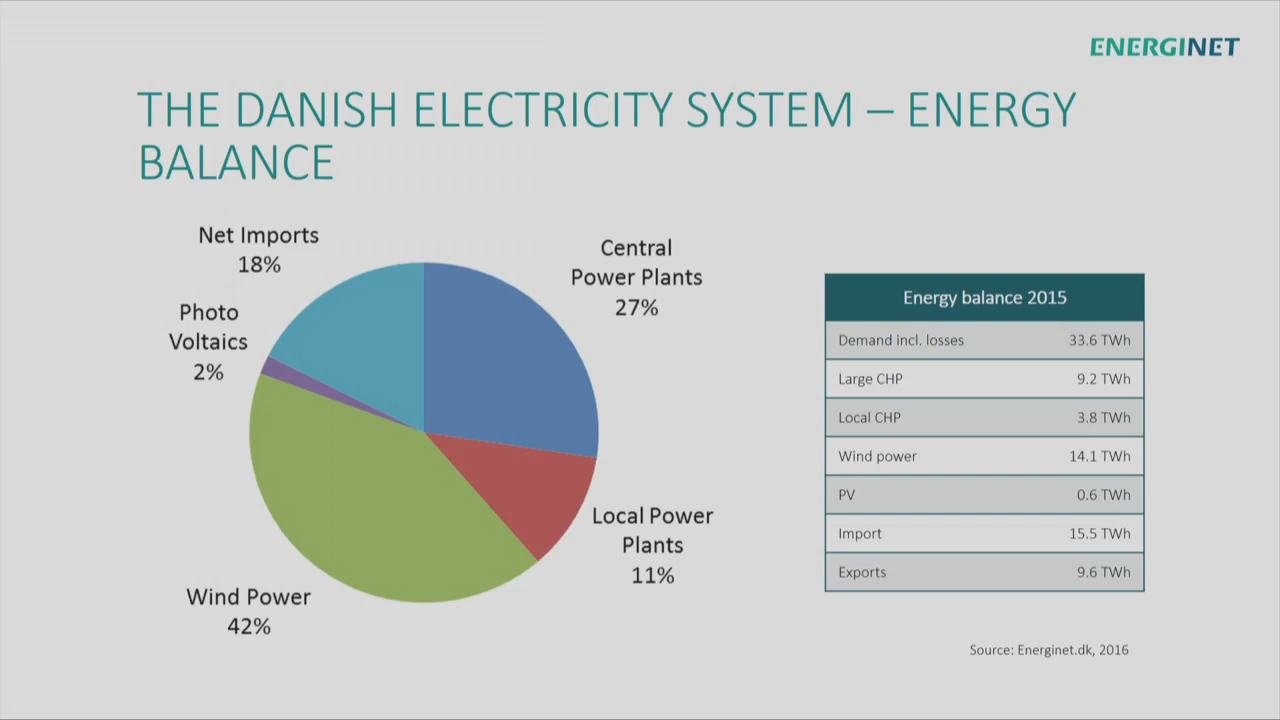 ENERGINET
THE DANISH ELECTRICITY SYSTEM – ENERGY
BALANCE
Net Imports
18%
Photo
Voltaics
2%
Central
Power Plants
27%
Local Power
Plants
11%
Wind Power
42%
Energy balance 2015
Demand incl. losses 33.6 TWh
Large CHP 9.2 TWh
Local CHP 3.8 TWh
Wind power 14.1 TWh
PV 0.6 TWh
Import 15.5 TWh
Exports 9.6 TWh
Source: Energinet.dk, 2016